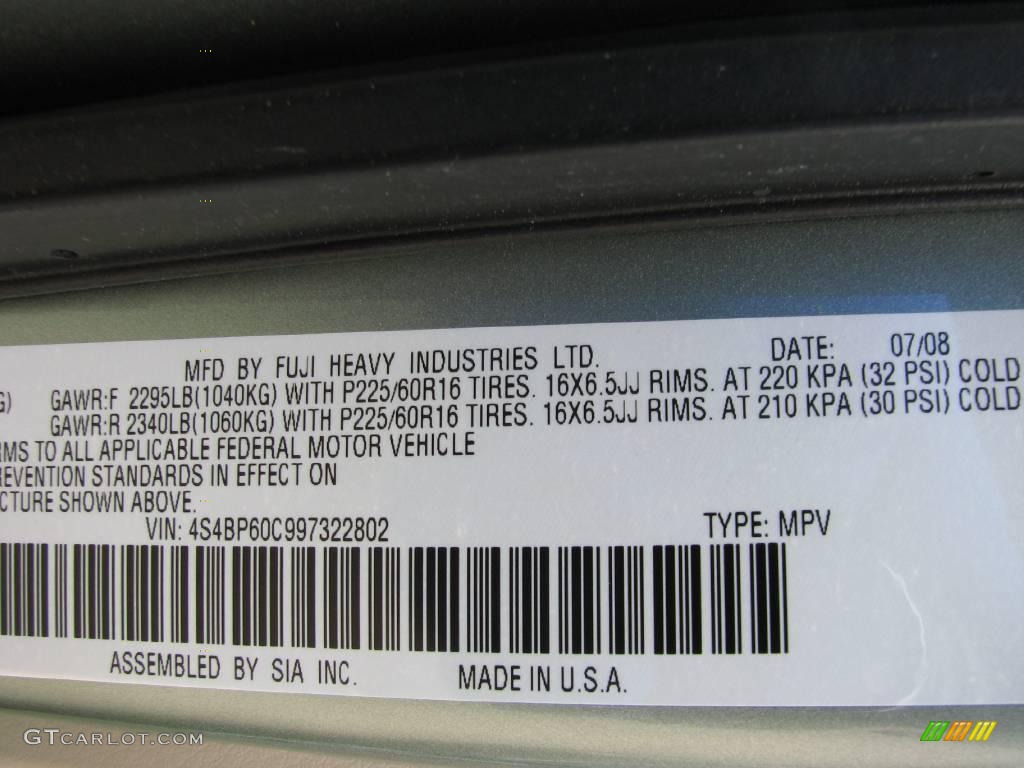 MFD BY FUJI HEAVY INDUSTRIES LTD. DATE: 07/08
G) GAWR:F 2295LB(1040KG) WITH P225/60R16 TIRES. 16X6.5JJ RIMS. AT 220 KPA (32 PSI) COLD
GAWR:R 2340LB(1060KG) WITH P225/60R16 TIRES. 16X6.5JJ RIMS. AT 210 KPA (30 PSI) COLD
RMS TO ALL APPLICABLE FEDERAL MOTOR VEHICLE
EVENTION STANDARDS IN EFFECT ON
CTURE SHOWN ABOVE.
VIN: 4S4BP60C997322802 TYPE: MPV
ASSEMBLED BY SIA INC. MADE IN U.S.A.
GTCARLOT.COM